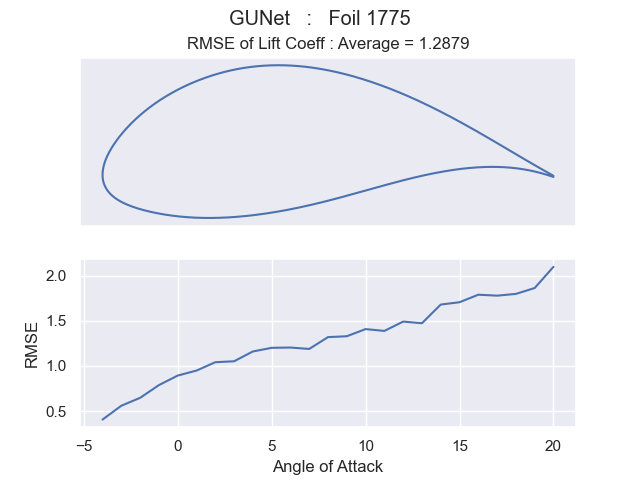 GUNet   :   Foil 1775
RMSE of Lift Coeff : Average = 1.2879
2.0
1.5
1.0
0.5
RMSE
−5 0 5 10 15 20
Angle of Attack